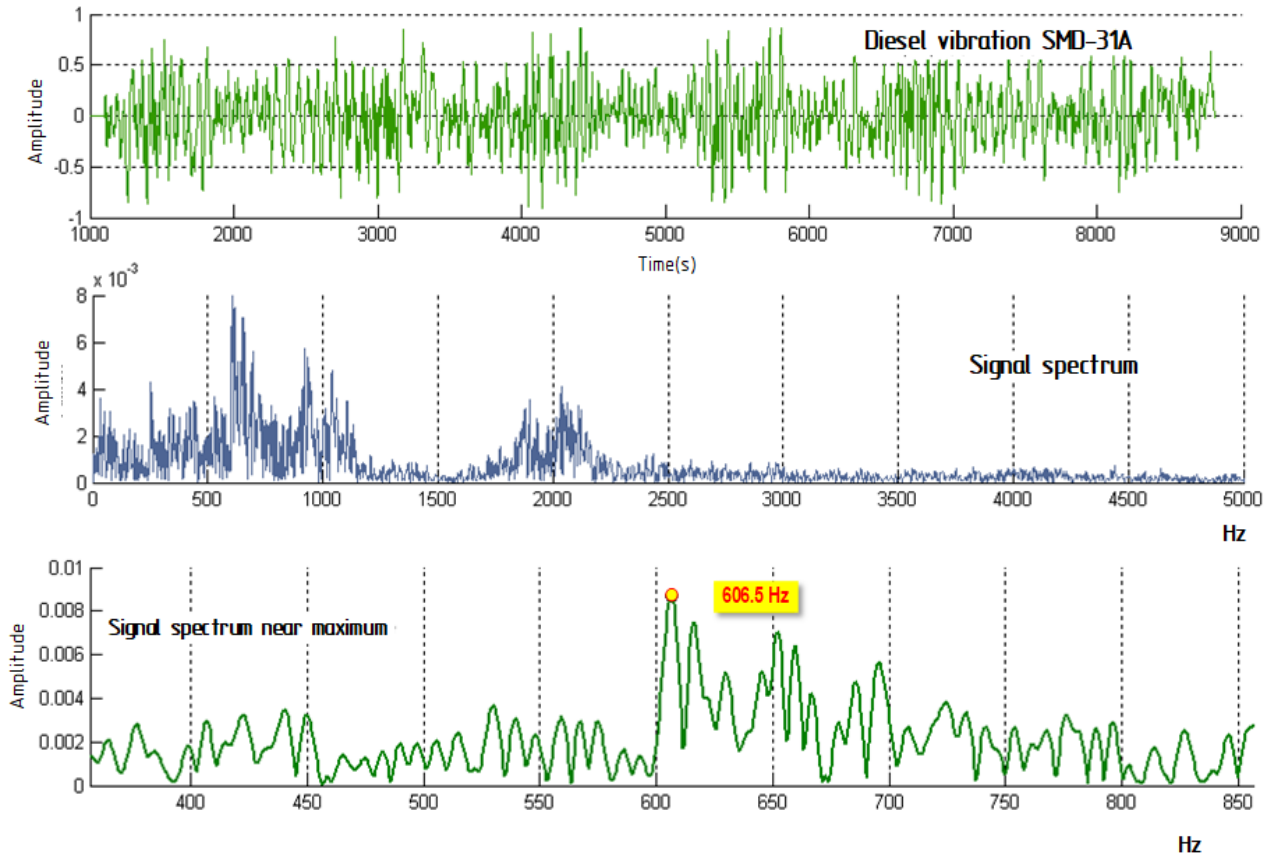 Diesel vibration SMD-31A
Amplitude
1
0.5
0
-0.5
-1
1000 2000 3000 4000 5000 6000 7000 8000 9000
Time(s)
x 10^-3
Signal spectrum
Amplitude
8
6
4
2
0
0 500 1000 1500 2000 2500 3000 3500 4000 4500 5000
Hz
0.01
0.008
0.006
0.004
0.002
0
Amplitude
606.5 Hz
Signal spectrum near maximum
400 450 500 550 600 650 700 750 800 850
Hz